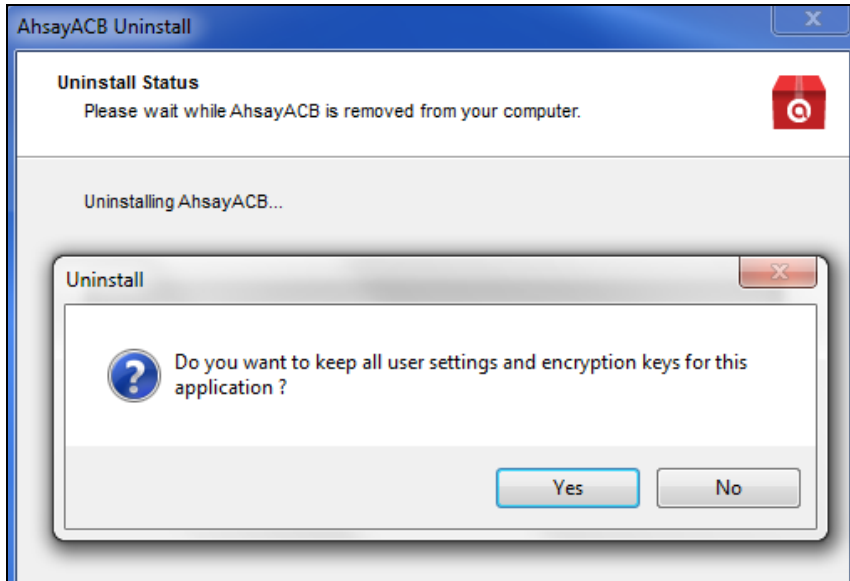 AhsayACB Uninstall
Uninstall Status
Please wait while AhsayACB is removed from your computer.
Uninstalling AhsayACB...
Uninstall
Do you want to keep all user settings and encryption keys for this
application ?
Yes
No